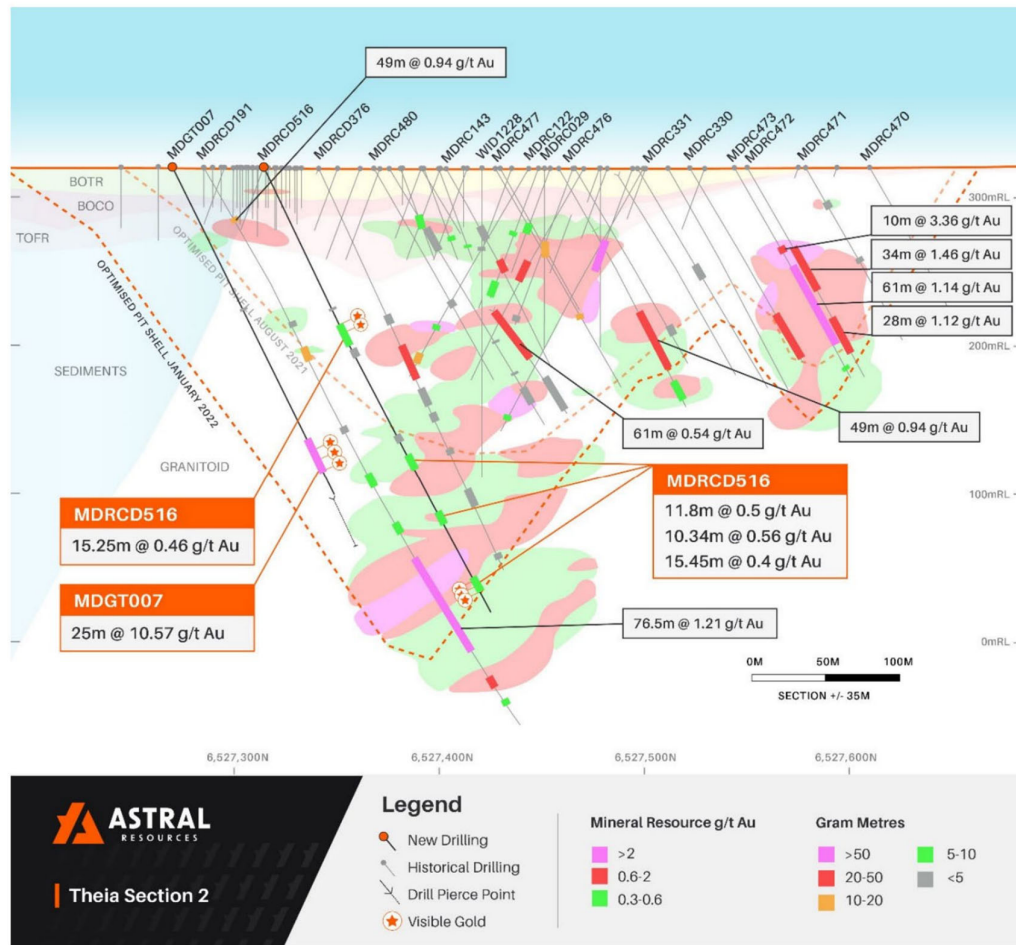 49m @ 0.94 g/t Au
MDGT007
MDRCD191
MDRCD516
MDRCD376
MDRC480
MDRC143
WID1228
MDRC477
MDRC122
MDRC029
MDRC476
MDRC331
MDRC330
MDRC473
MDRC472
MDRC471
MDRC470
BOTR
BOCO
TOFR
300mRL
10m @ 3.36 g/t Au
34m @ 1.46 g/t Au
61m @ 1.14 g/t Au
28m @ 1.12 g/t Au
OPTIMISED PIT SHELL AUGUST 2021
OPTIMISED PIT SHELL JANUARY 2022
200mRL
SEDIMENTS
GRANITOID
61m @ 0.54 g/t Au
49m @ 0.94 g/t Au
100mRL
MDRCD516
15.25m @ 0.46 g/t Au
MDRCD516
11.8m @ 0.5 g/t Au
10.34m @ 0.56 g/t Au
15.45m @ 0.4 g/t Au
MDGT007
25m @ 10.57 g/t Au
76.5m @ 1.21 g/t Au
0mRL
0M 50M 100M
SECTION +/- 35M
6,527,300N 6,527,400N 6,527,500N 6,527,600N
ASTRAL
RESOURCES
Theia Section 2
Legend
New Drilling
Historical Drilling
Drill Pierce Point
Visible Gold
Mineral Resource g/t Au
>2
0.6-2
0.3-0.6
Gram Metres
>50
20-50
10-20
5-10
<5